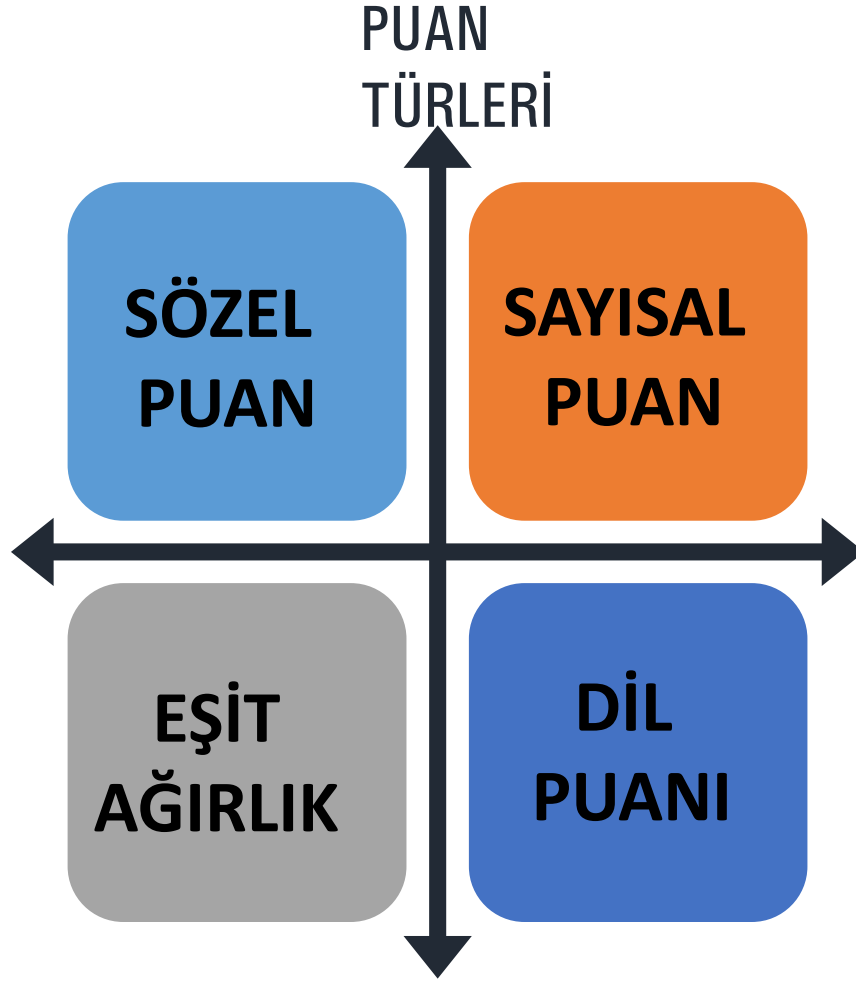 PUAN
TÜRLERİ
SÖZEL
PUAN
SAYISAL
PUAN
EŞİT
AĞIRLIK
DİL
PUANI